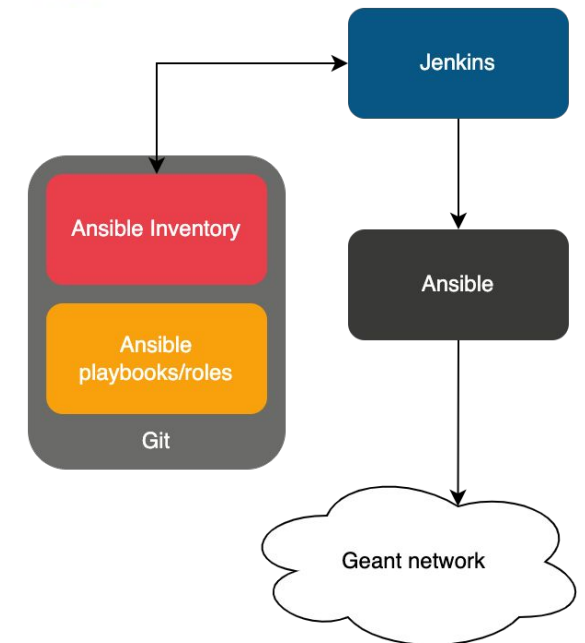 Jenkins
Ansible Inventory
Ansible
Ansible
playbooks/roles
Git
Geant network